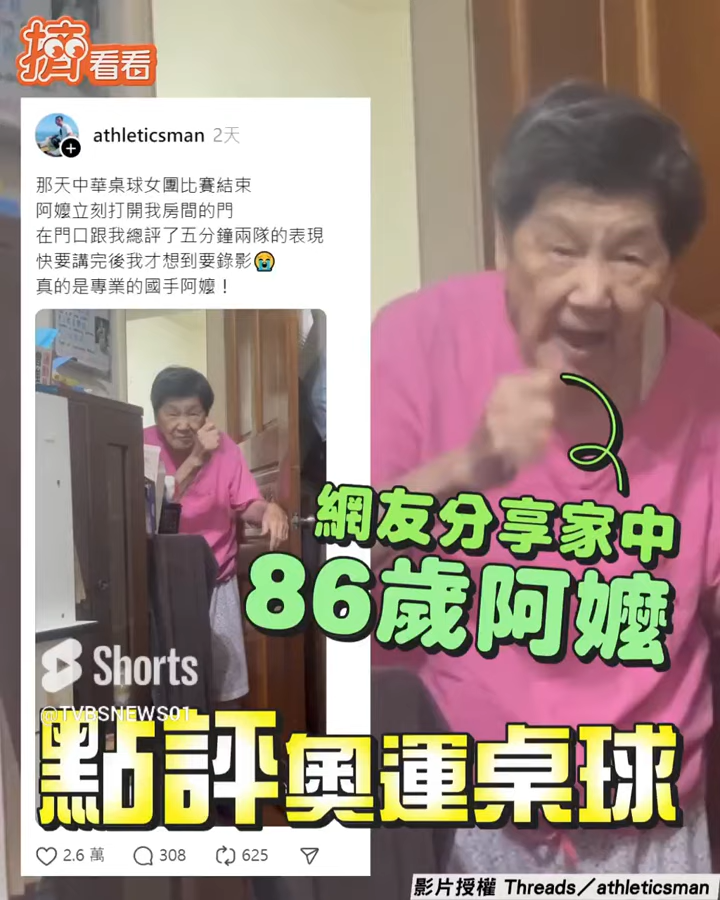 擠看看
athleticsman 2天
那天中華桌球女團比賽結束
阿嬤立刻打開我房間的門
在門口跟我總評了五分鐘兩隊的表現
快要講完後我才想到要錄影😭
真的是專業的國手阿嬤！
網友分享家中
86歲阿嬤
Shorts
@TVBSNEWS01
點評奧運桌球
2.6 萬 308 625
影片授權 Threads／athleticsman